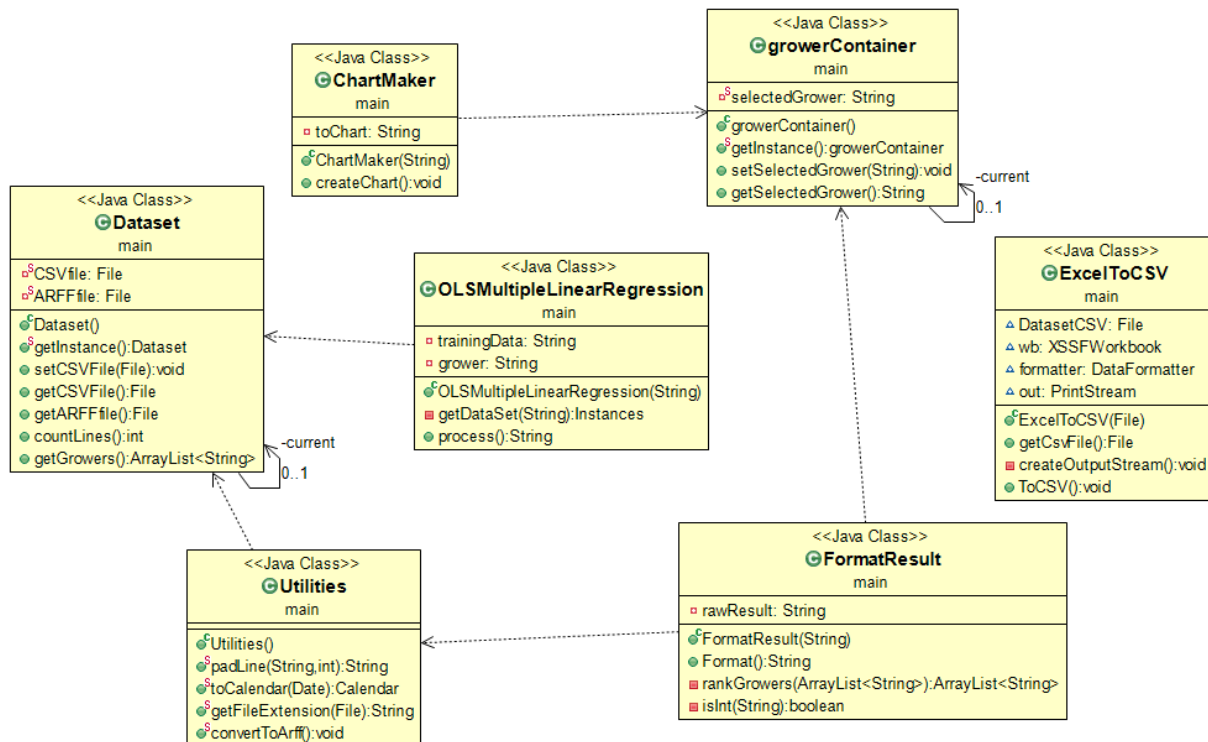 <<Java Class>>
ChartMaker
main
toChart: String
ChartMaker(String)
createChart():void
<<Java Class>>
growerContainer
main
selectedGrower: String
growerContainer()
getInstance():growerContainer
setSelectedGrower(String):void
getSelectedGrower():String
-current
0..1
<<Java Class>>
Dataset
main
CSVfile: File
ARFFfile: File
Dataset()
getInstance():Dataset
setCSVFile(File):void
getCSVFile():File
getARFFfile():File
countLines():int
getGrowers():ArrayList<String>
-current
0..1
<<Java Class>>
OLSMultipleLinearRegression
main
trainingData: String
grower: String
OLSMultipleLinearRegression(String)
getDataSet(String):Instances
process():String
<<Java Class>>
ExcelToCSV
main
DatasetCSV: File
wb: XSSFWorkbook
formatter: DataFormatter
out: PrintStream
ExcelToCSV(File)
getCsvFile():File
createOutputStream():void
ToCSV():void
<<Java Class>>
Utilities
main
Utilities()
padLine(String,int):String
toCalendar(Date):Calendar
getFileExtension(File):String
convertToArff():void
<<Java Class>>
FormatResult
main
rawResult: String
FormatResult(String)
Format():String
rankGrowers(ArrayList<String>):ArrayList<String>
isInt(String):boolean